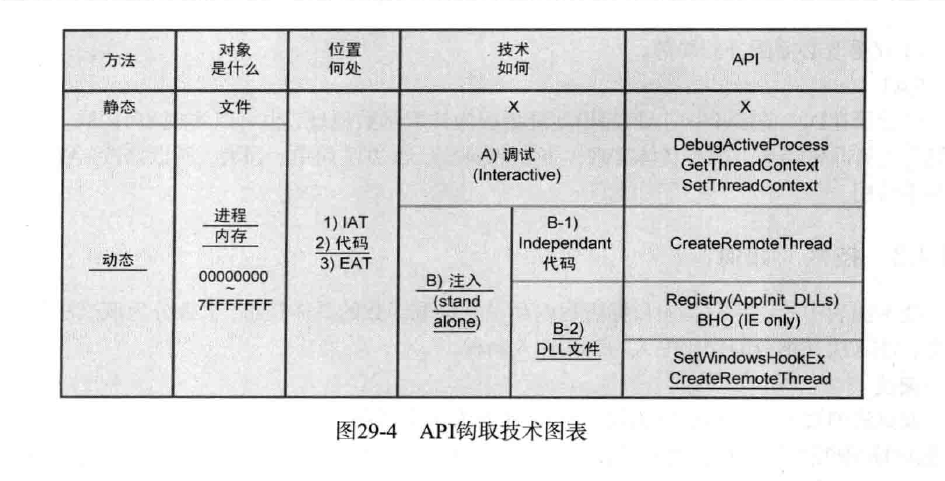 方法
对象
是什么
位置
何处
技术
如何
API
静态
文件
X
X
动态
进程
内存
00000000
~
7FFFFFFF
1) IAT
2) 代码
3) EAT
A) 调试
(Interactive)
DebugActiveProcess
GetThreadContext
SetThreadContext
B) 注入
(stand
alone)
B-1)
Independant
代码
CreateRemoteThread
B-2)
DLL文件
Registry(AppInit_DLLs)
BHO (IE only)
SetWindowsHookEx
CreateRemoteThread
图29-4 API钩取技术图表